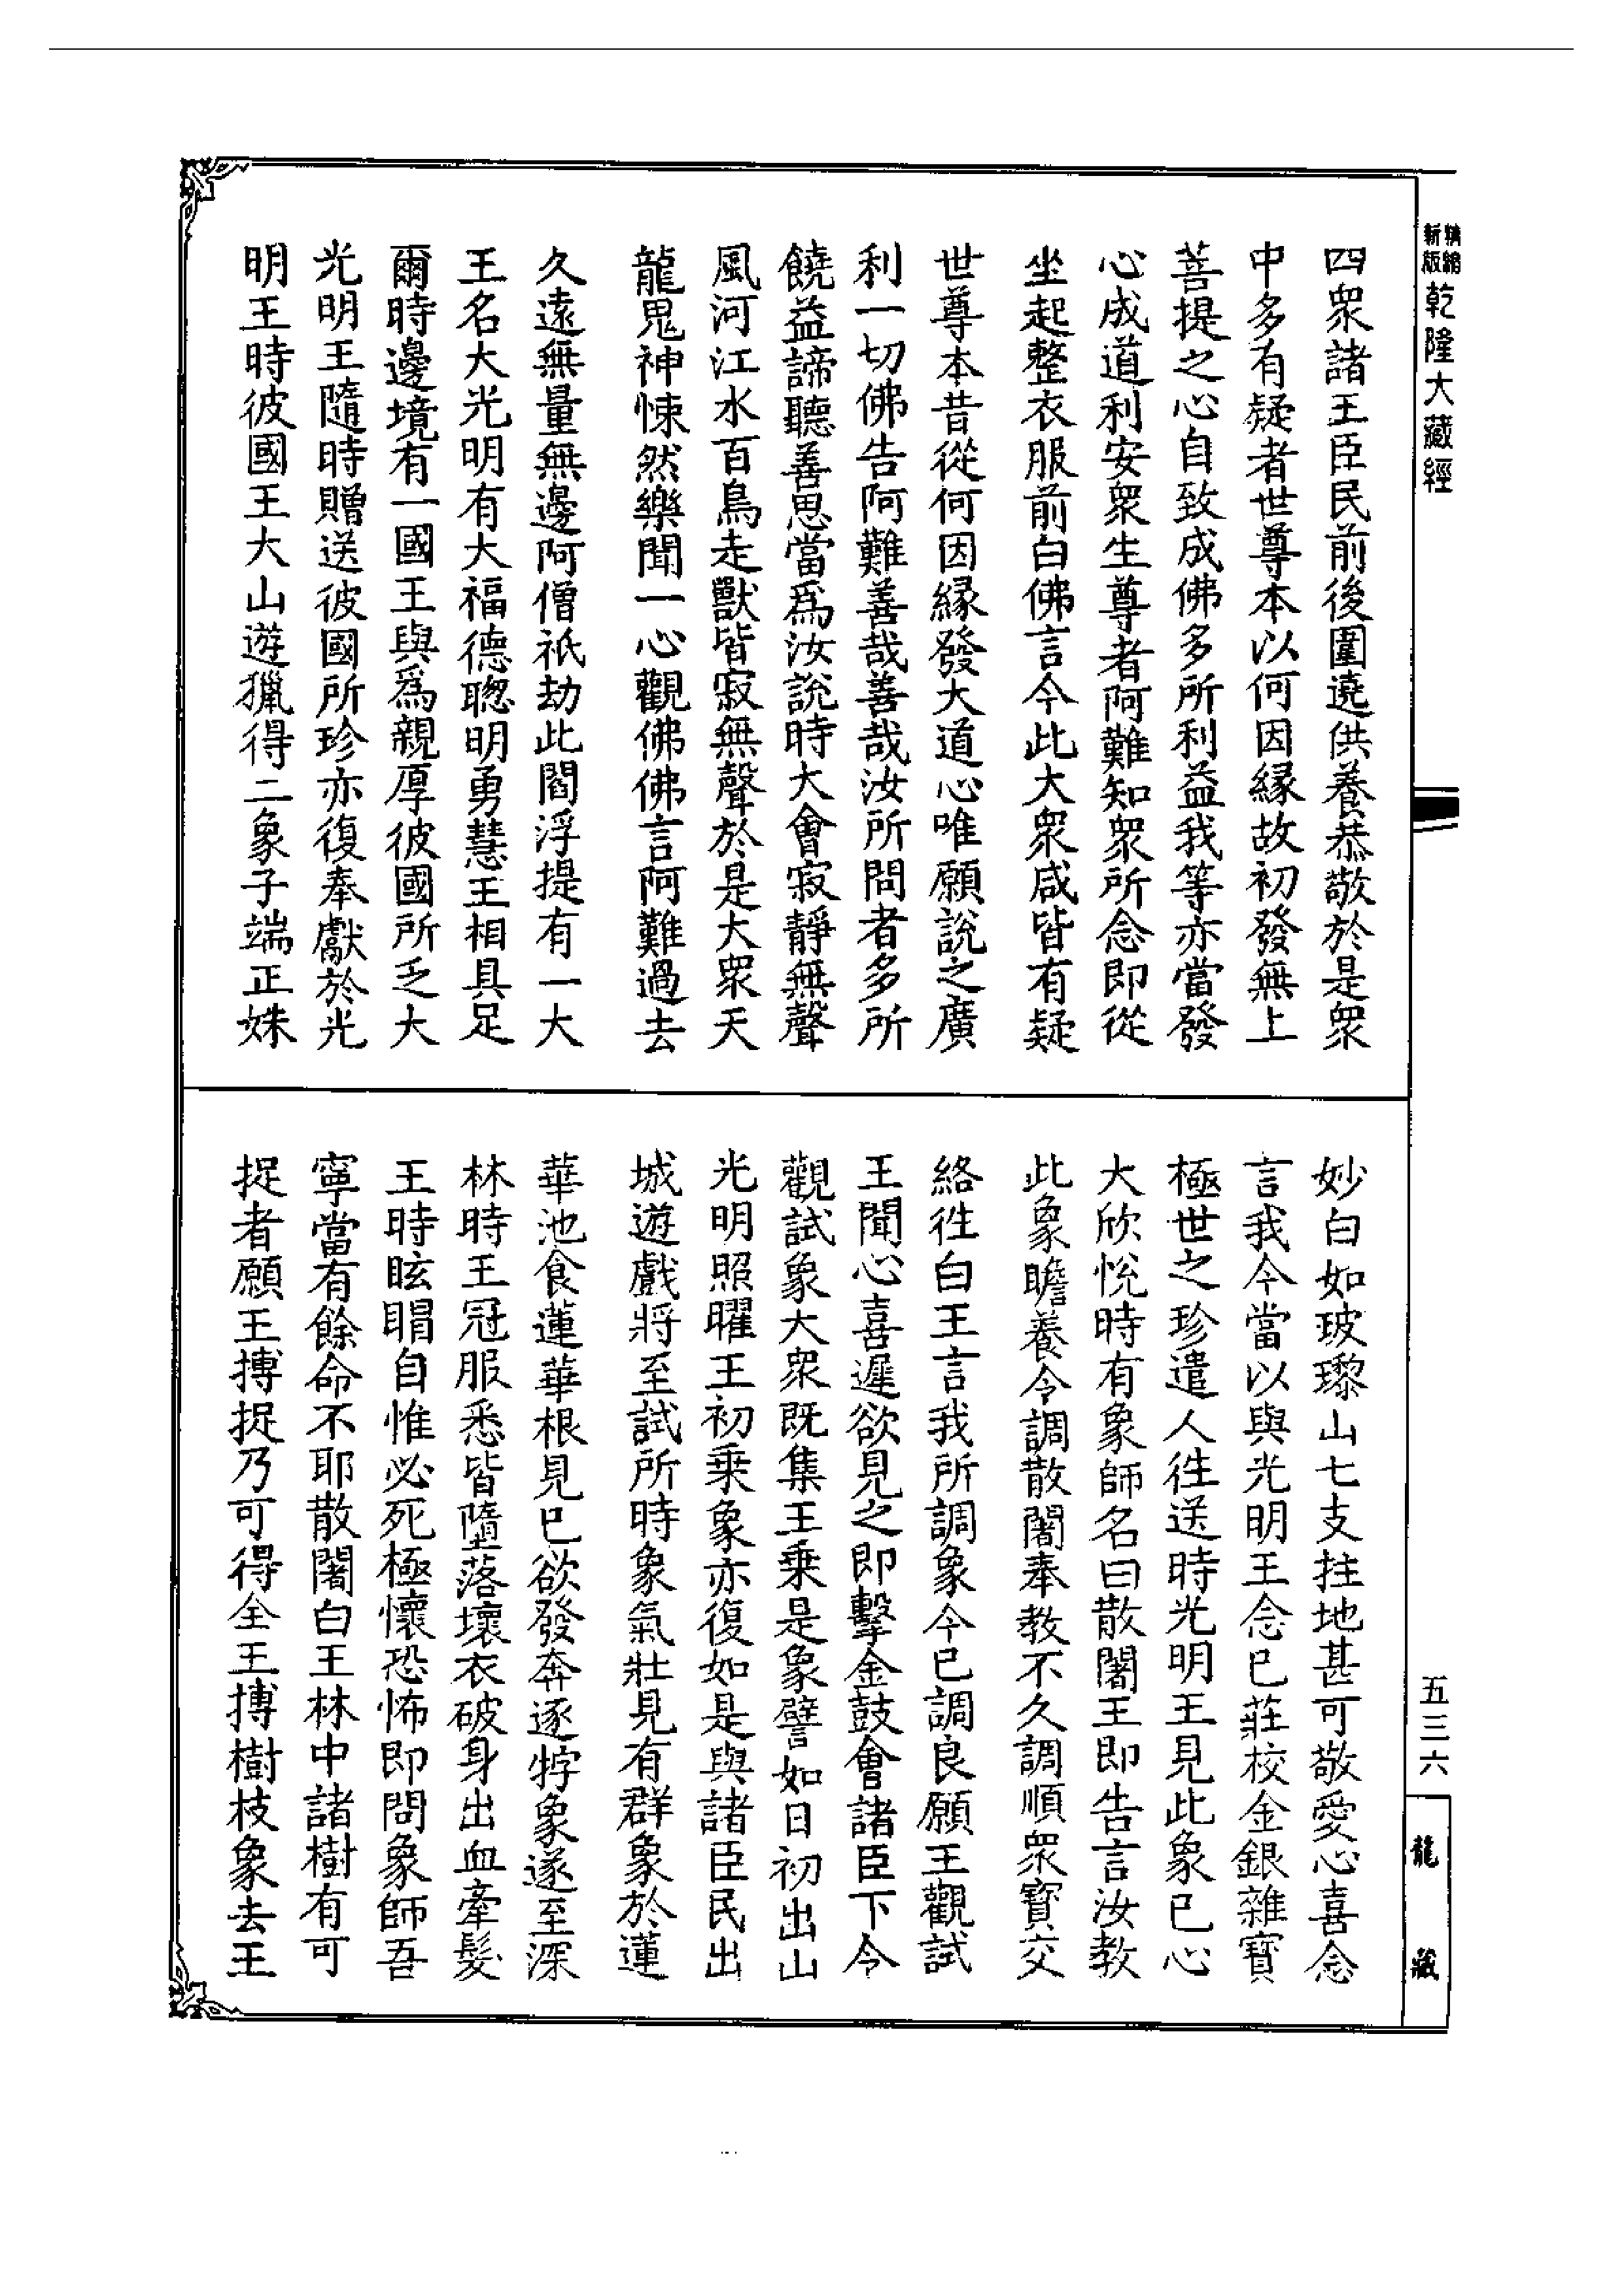 精縮
新版
乾隆大藏經
四衆諸王臣民前後圍遶供養恭敬於是衆
中多有疑者世尊本以何因緣故初發無上
菩提之心自致成佛多所利益我等亦當發
心成道利安衆生尊者阿難知衆所念即從
坐起整衣服前白佛言今此大衆咸皆有疑
世尊本昔從何因緣發大道心唯願說之廣
利一切佛告阿難善哉善哉汝所問者多所
饒益諦聽善思當爲汝說時大會寂靜無聲
風河江水百鳥走獸皆寂無聲於是大衆天
龍鬼神悚然樂聞一心觀佛佛言阿難過去
久遠無量無邊阿僧祇劫此閻浮提有一大
王名大光明有大福德聰明勇慧王相具足
爾時邊境有一國王與爲親厚彼國所乏大
光明王隨時贈送彼國所珍亦復奉獻於光
明王時彼國王大山遊獵得二象子端正姝
妙白如玻瓈山七支拄地甚可敬愛心喜念
言我今當以與光明王念已莊校金銀雜寶
極世之珍遣人往送時光明王見此象已心
大欣悅時有象師名曰散闍王即告言汝教
此象瞻養令調散闍奉教不久調順衆寶交
絡往白王言我所調象今已調良願王觀試
王聞心喜遲欲見之即擊金鼓會諸臣下令
觀試象大衆既集王乘是象譬如日初出山
光明照曜王初乘象亦復如是與諸臣民出
城遊戲將至試所時象氣壯見有群象於蓮
華池食蓮華根見已欲發奔逐牸象遂至深
林時王冠服悉皆墮落壞衣破身出血牽髮
王時眩瞑自惟必死極懷恐怖即問象師吾
寧當有餘命不耶散闍白王林中諸樹有可
捉者願王搏捉乃可得全王搏樹枝象去王
五三六
龍藏